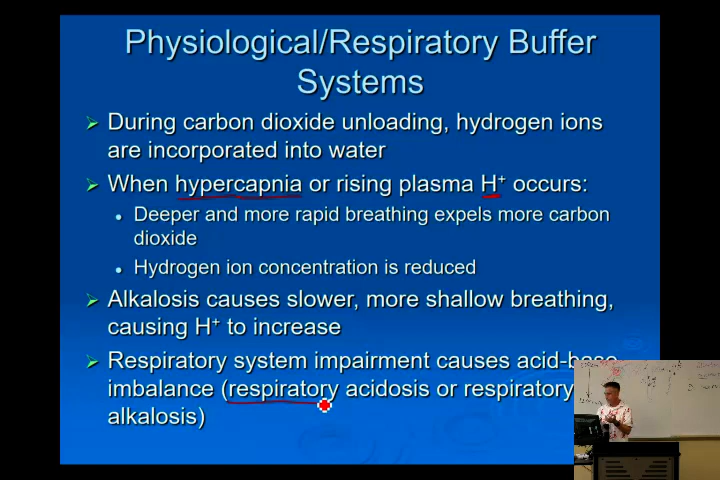 Physiological/Respiratory Buffer
Systems
During carbon dioxide unloading, hydrogen ions
are incorporated into water
When hypercapnia or rising plasma H⁺ occurs:
Deeper and more rapid breathing expels more carbon
dioxide
Hydrogen ion concentration is reduced
Alkalosis causes slower, more shallow breathing,
causing H⁺ to increase
Respiratory system impairment causes acid-base
imbalance (respiratory acidosis or respiratory
alkalosis)